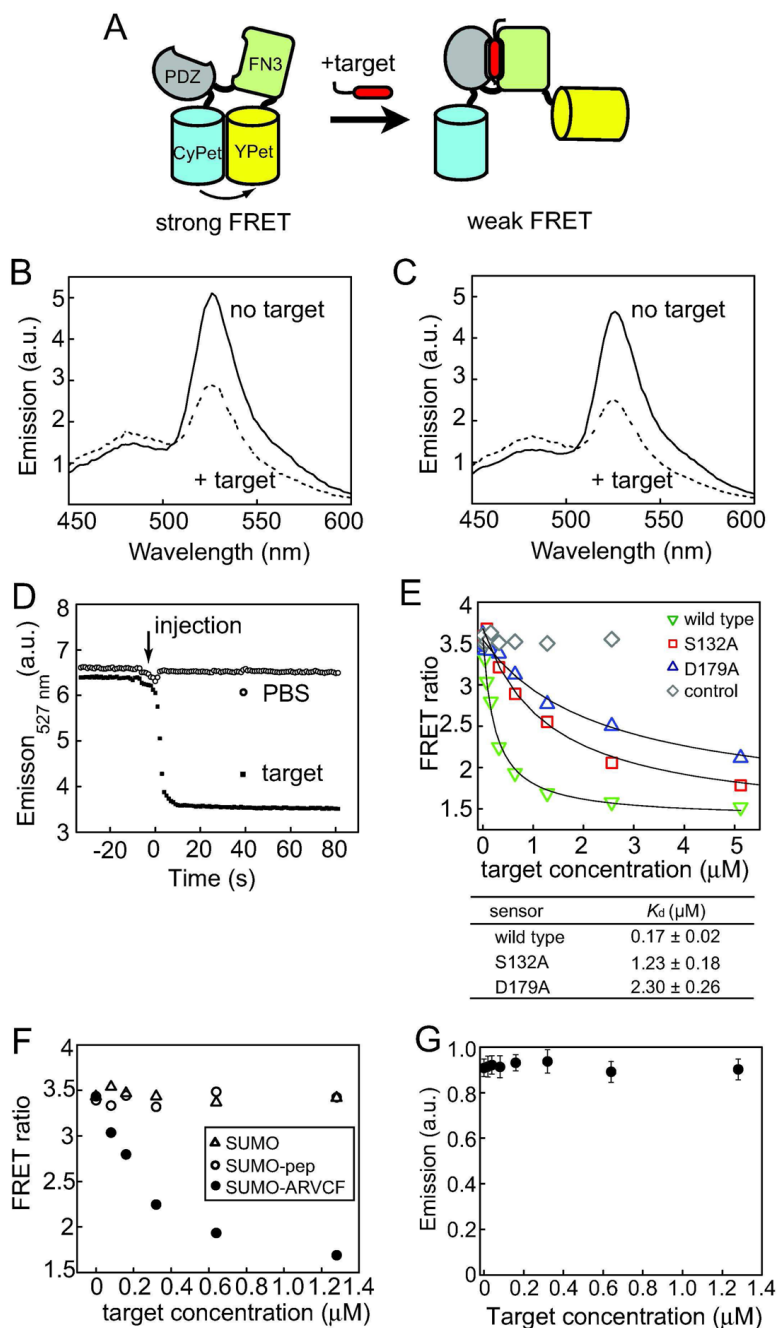 A
PDZ
FN3
CyPet
YPet
+target
strong FRET
weak FRET
B
Emission (a.u.)
5
4
3
2
1
no target
+ target
450 500 550 600
Wavelength (nm)
C
Emission (a.u.)
5
4
3
2
1
no target
+ target
450 500 550 600
Wavelength (nm)
D
Emisson527 nm (a.u.)
8
7
6
5
4
3
injection
PBS
target
-20 0 20 40 60 80
Time (s)
E
FRET ratio
4
3.5
3
2.5
2
1.5
wild type
S132A
D179A
control
0 1 2 3 4 5
target concentration (μM)
sensor Kd (μM)
wild type 0.17 ± 0.02
S132A 1.23 ± 0.18
D179A 2.30 ± 0.26
F
FRET ratio
4
3.5
3
2.5
2
1.5
SUMO
SUMO-pep
SUMO-ARVCF
0 0.2 0.6 1.0 1.2 1.4
target concentration (μM)
G
Emission (a.u.)
1.0
0.8
0.6
0.4
0.2
0
0 0.2 0.4 0.6 0.8 1.0 1.2 1.4
Target concentration (μM)